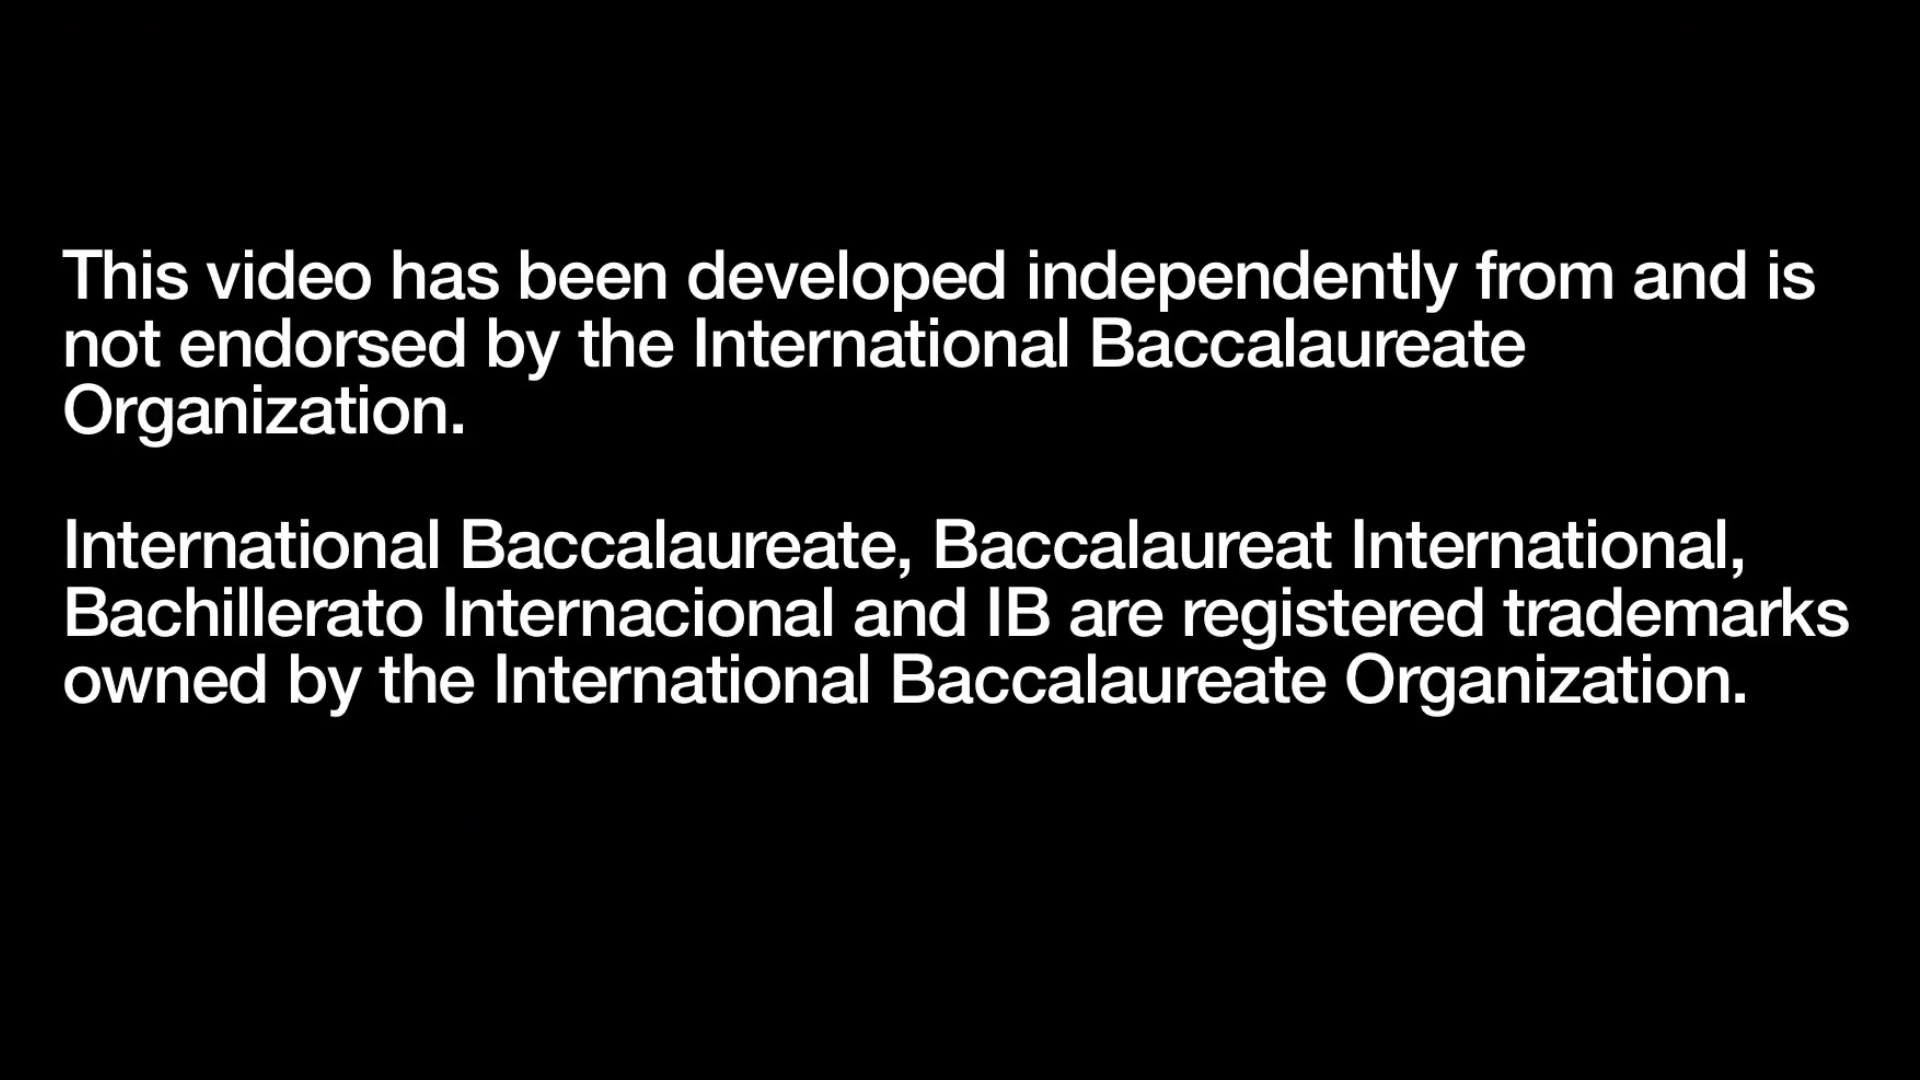 This video has been developed independently from and is
not endorsed by the International Baccalaureate
Organization.
International Baccalaureate, Baccalaureat International,
Bachillerato Internacional and IB are registered trademarks
owned by the International Baccalaureate Organization.